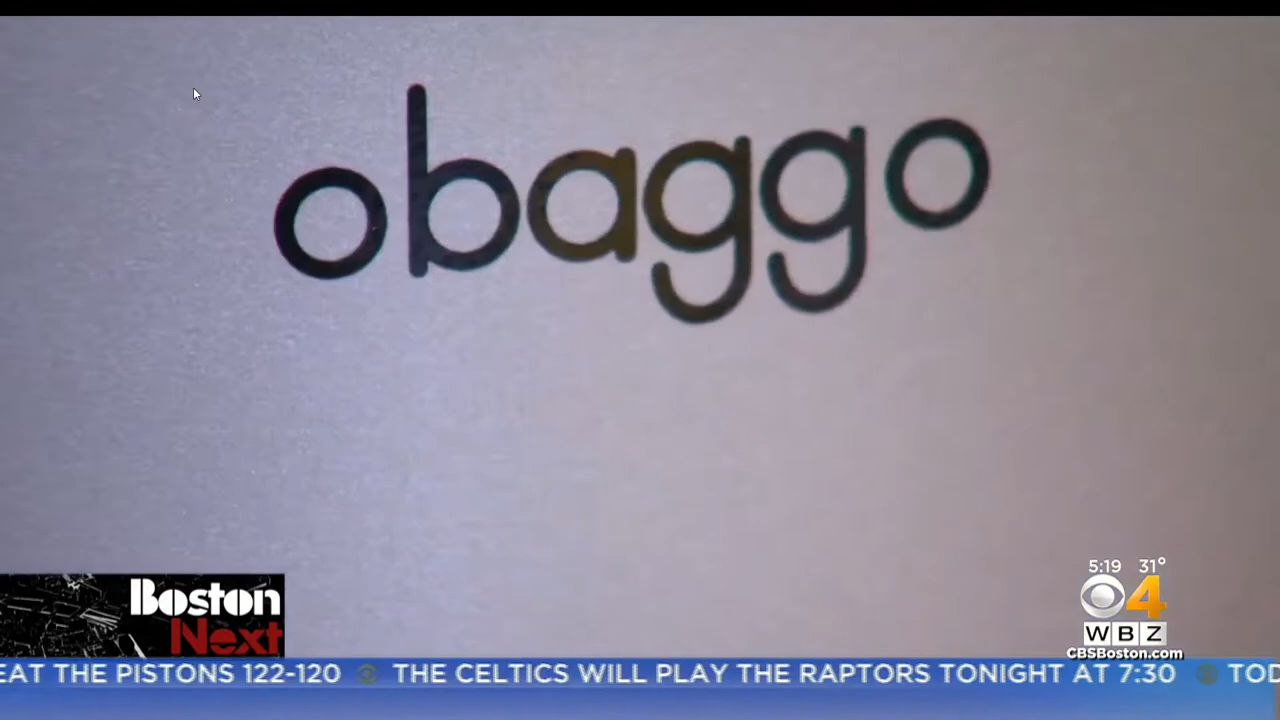 obaggo
Boston
Next
5:19 31°
4
WBZ
CBSBoston.com
EAT THE PISTONS 122-120 THE CELTICS WILL PLAY THE RAPTORS TONIGHT AT 7:30 TOD